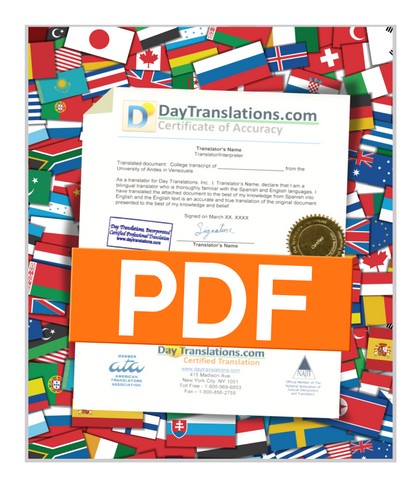 DayTranslations.com
Certificate of Accuracy
Translator's Name
Translator/Interpreter
Translated document: College transcript of ______________________ from the
University of Andes in Venezuela
As a translator for Day Translations, Inc. I, Translator's Name, declare that I am a
bilingual translator who is thoroughly familiar with the Spanish and English languages. I
have translated the attached document to the best of my knowledge from Spanish into
English and the English text is an accurate and true translation of the original document
presented to the best of my knowledge and belief.
Signed on March XX, XXXX
Signature
Translator's Name
Day Translations, Incorporated
Certified Professional Translators
www.daytranslations.com
PDF
MEMBER
ata
AMERICAN
TRANSLATORS
ASSOCIATION
Day Translations.com
Certified Translation
www.daytranslations.com
415 Madison Ave
New York City, NY 1001
Toll Free : 1-800-969-6853
Fax : 1-800-856-2759
NAJIT
Official Member of The
National Association of
Judicial Interpreters
and Translators